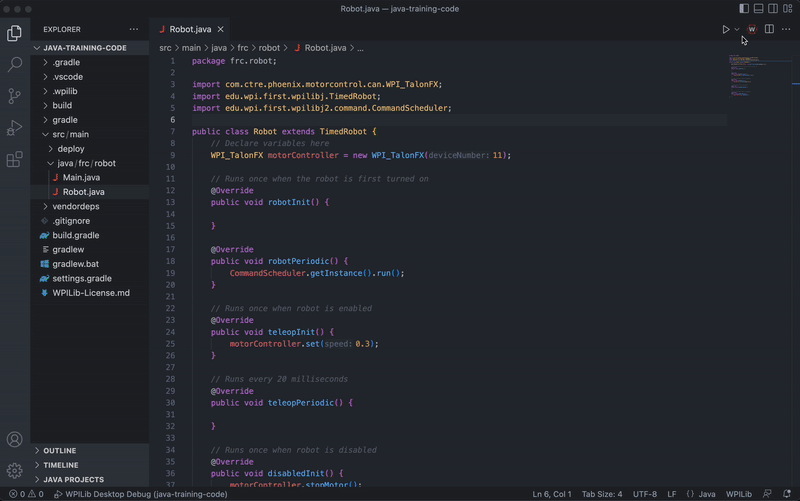 Robot.java — java-training-code
EXPLORER
JAVA-TRAINING-CODE
.gradle
.vscode
.wpilib
build
gradle
src/main
deploy
java/frc/robot
Main.java
Robot.java
vendordeps
.gitignore
build.gradle
gradlew
gradlew.bat
settings.gradle
WPILib-License.md
OUTLINE
TIMELINE
JAVA PROJECTS
Robot.java
src > main > java > frc > robot > Robot.java > ...
1 package frc.robot;
2
3 import com.ctre.phoenix.motorcontrol.can.WPI_TalonFX;
4 import edu.wpi.first.wpilibj.TimedRobot;
5 import edu.wpi.first.wpilibj2.command.CommandScheduler;
6
7 public class Robot extends TimedRobot {
8 // Declare variables here
9 WPI_TalonFX motorController = new WPI_TalonFX(deviceNumber: 11);
10
11 // Runs once when the robot is first turned on
12 @Override
13 public void robotInit() {
14
15 }
16
17 @Override
18 public void robotPeriodic() {
19 CommandScheduler.getInstance().run();
20 }
21
22 // Runs once when robot is enabled
23 @Override
24 public void teleopInit() {
25 motorController.set(speed: 0.3);
26 }
27
28 // Runs every 20 milliseconds
29 @Override
30 public void teleopPeriodic() {
31
32 }
33
34 // Runs once when robot is disabled
35 @Override
36 public void disabledInit() {
37 motorController.stopMotor();
0 0 WPILib Desktop Debug (java-training-code) Ln 6, Col 1 Tab Size: 4 UTF-8 LF {} Java WPILib